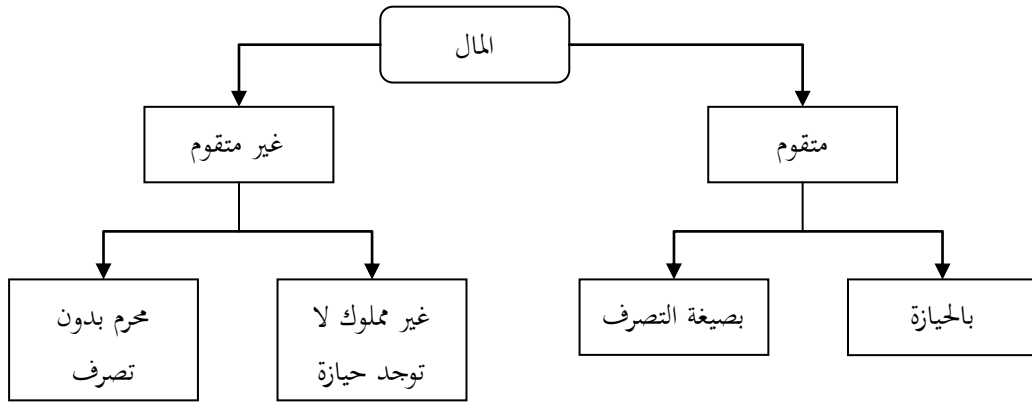 المال
متقوم
غير متقوم
بالحيازة
بصيغة التصرف
غير مملوك لا
توجد حيازة
محرم بدون
تصرف